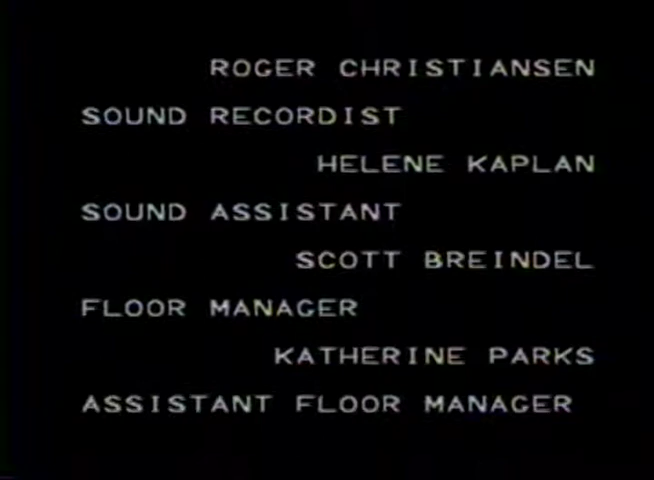 ROGER CHRISTIANSEN
SOUND RECORDIST
HELENE KAPLAN
SOUND ASSISTANT
SCOTT BREINDEL
FLOOR MANAGER
KATHERINE PARKS
ASSISTANT FLOOR MANAGER